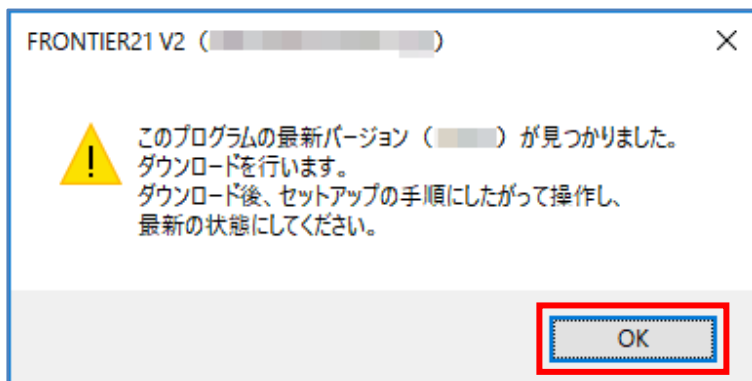 FRONTIER21 V2（ ）
このプログラムの最新バージョン（ ）が見つかりました。
ダウンロードを行います。
ダウンロード後、セットアップの手順にしたがって操作し、
最新の状態にしてください。
OK